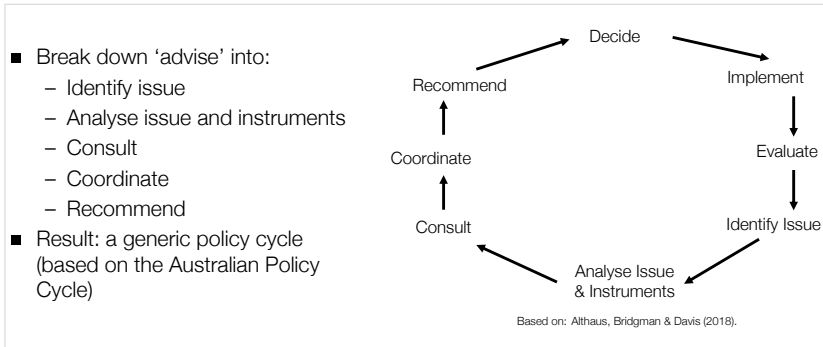 ■ Break down ‘advise’ into:
– Identify issue
– Analyse issue and instruments
– Consult
– Coordinate
– Recommend
■ Result: a generic policy cycle
(based on the Australian Policy
Cycle)
Decide
Implement
Evaluate
Identify Issue
Analyse Issue
& Instruments
Consult
Coordinate
Recommend
Based on: Althaus, Bridgman & Davis (2018).